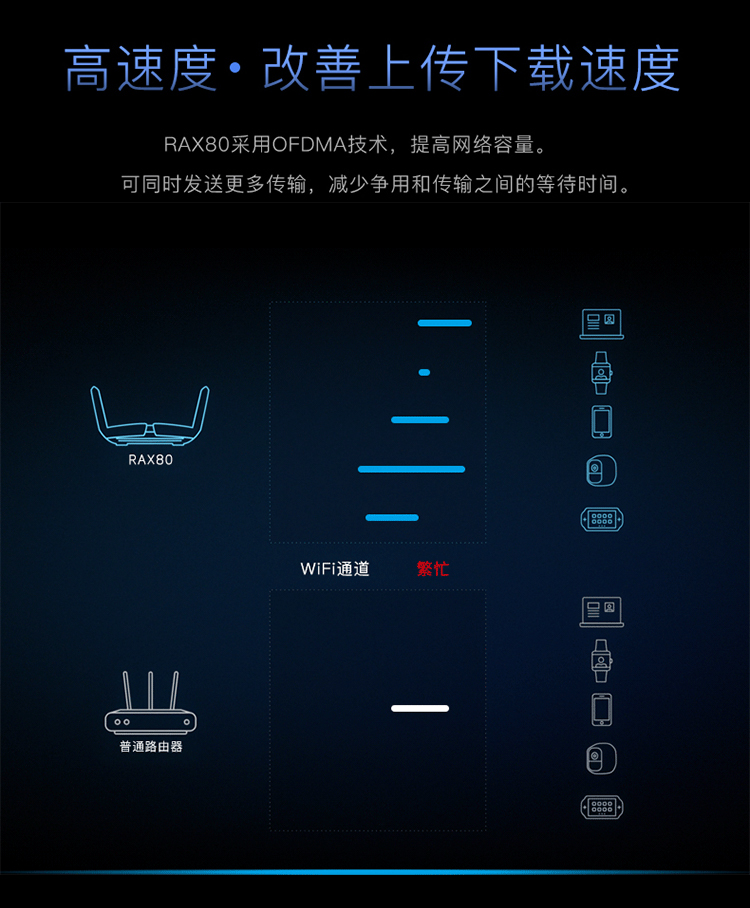 高速度·改善上传下载速度
RAX80采用OFDMA技术，提高网络容量。
可同时发送更多传输，减少争用和传输之间的等待时间。
RAX80
WiFi通道 繁忙
普通路由器